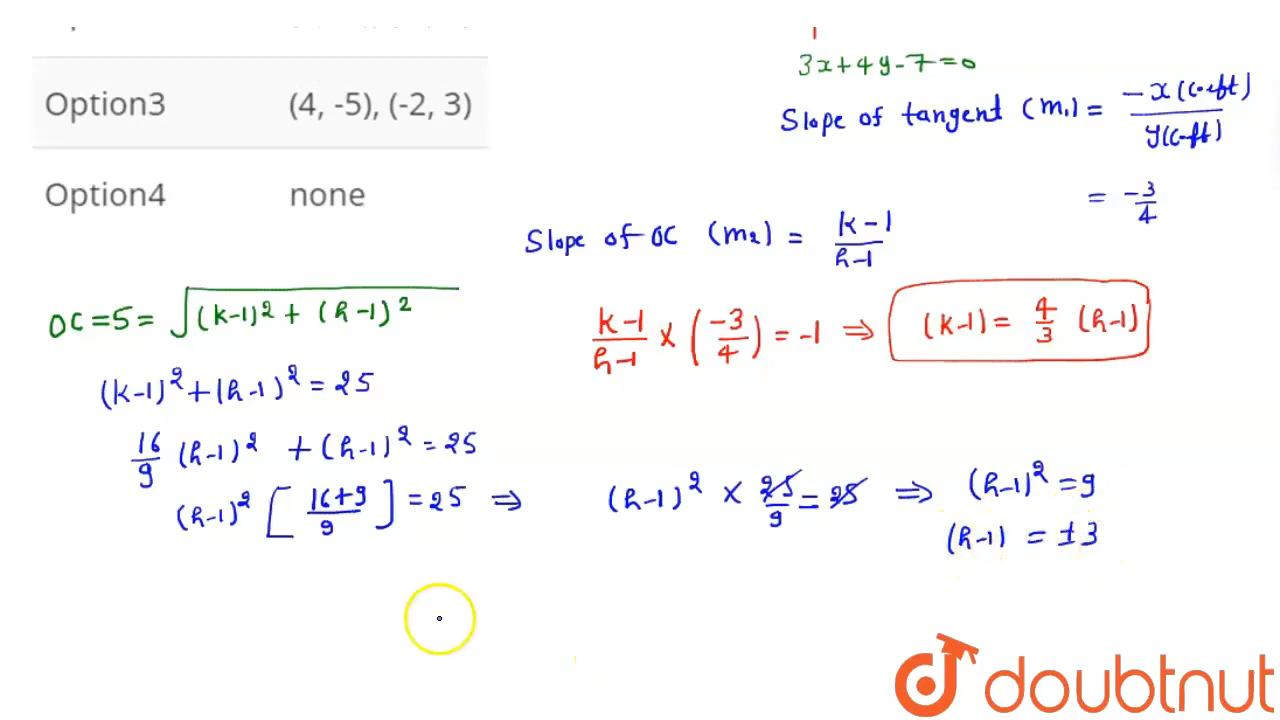 Option3 (4, -5), (-2, 3)
Option4 none
3x+4y-7=0
Slope of tangent (m₁) = -x(c-eft) / y(c-ft)
= -3/4
Slope of OC (m₂) = k-1 / h-1
OC = 5 = √(k-1)² + (h-1)²
k-1 / h-1 × (-3/4) = -1 ⇒ (k-1) = 4/3 (h-1)
(k-1)² + (h-1)² = 25
16/9 (h-1)² + (h-1)² = 25
(h-1)² [16+9 / 9] = 25 ⇒ (h-1)² × 25/9 = 25 ⇒ (h-1)² = 9
(h-1) = ±3
doubtnut